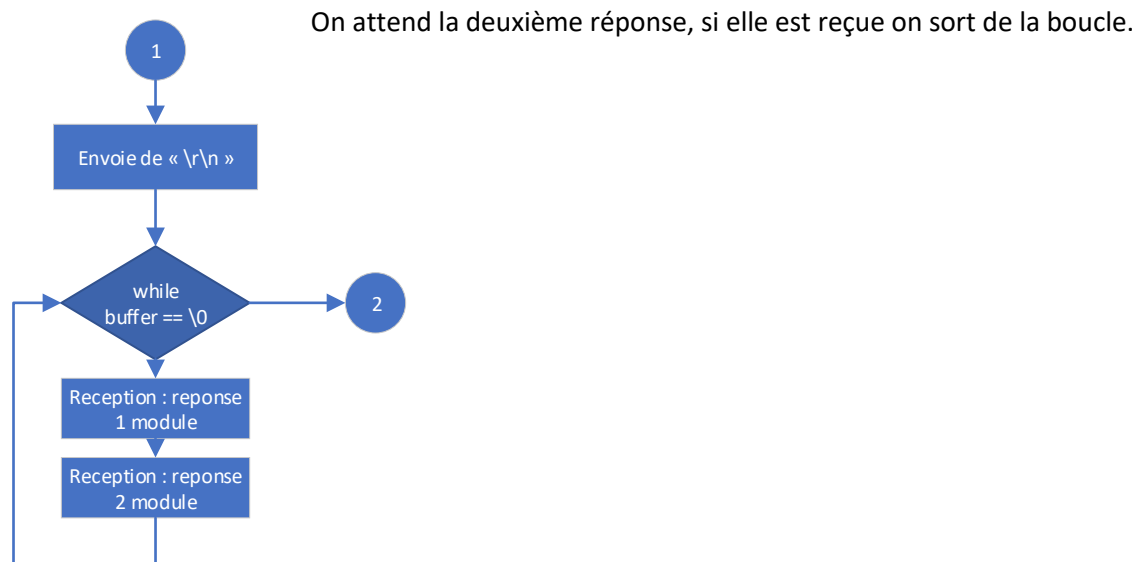 On attend la deuxième réponse, si elle est reçue on sort de la boucle.
1
Envoie de « \r\n »
while
buffer == \0
2
Reception : reponse
1 module
Reception : reponse
2 module